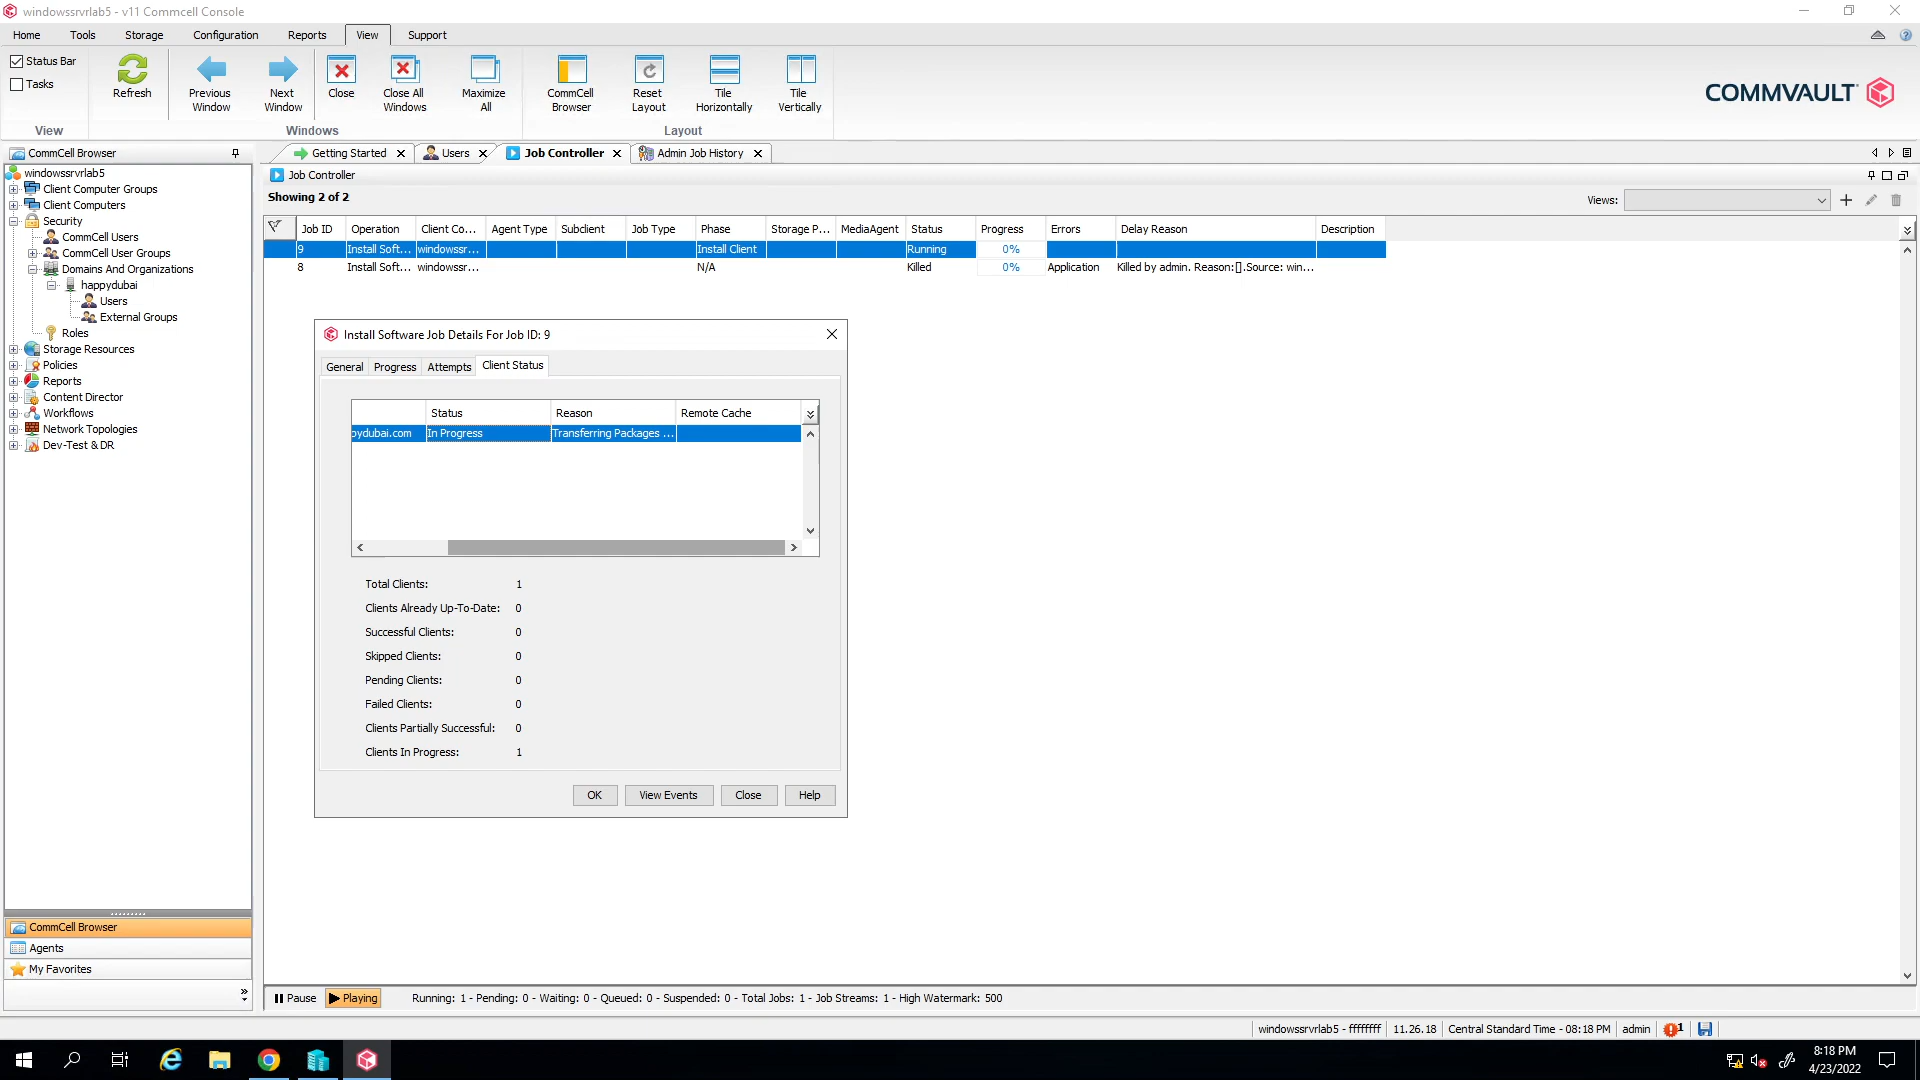 windowssrvrlab5 - v11 Commcell Console
Home Tools Storage Configuration Reports View Support
Status Bar
Tasks
Refresh
View
Previous Window
Next Window
Close
Close All Windows
Maximize All
Windows
CommCell Browser
Reset Layout
Tile Horizontally
Tile Vertically
Layout
COMMVAULT
CommCell Browser
windowssrvrlab5
Client Computer Groups
Client Computers
Security
CommCell Users
CommCell User Groups
Domains And Organizations
happydubai
Users
External Groups
Roles
Storage Resources
Policies
Reports
Content Director
Workflows
Network Topologies
Dev-Test & DR
CommCell Browser
Agents
My Favorites
Getting Started Users Job Controller Admin Job History
Job Controller
Showing 2 of 2
Views:
Job ID Operation Client Co... Agent Type Subclient Job Type Phase Storage P... MediaAgent Status Progress Errors Delay Reason Description
9 Install Soft... windowssr... Install Client Running 0%
8 Install Soft... windowssr... N/A Killed 0% Application Killed by admin. Reason:[].Source: win...
Install Software Job Details For Job ID: 9
General Progress Attempts Client Status
Status Reason Remote Cache
pydubai.com In Progress Transferring Packages ...
Total Clients: 1
Clients Already Up-To-Date: 0
Successful Clients: 0
Skipped Clients: 0
Pending Clients: 0
Failed Clients: 0
Clients Partially Successful: 0
Clients In Progress: 1
OK View Events Close Help
Pause Playing Running: 1 - Pending: 0 - Waiting: 0 - Queued: 0 - Suspended: 0 - Total Jobs: 1 - Job Streams: 1 - High Watermark: 500
windowssrvrlab5 - ffffffff 11.26.18 Central Standard Time - 08:18 PM admin 1
8:18 PM
4/23/2022